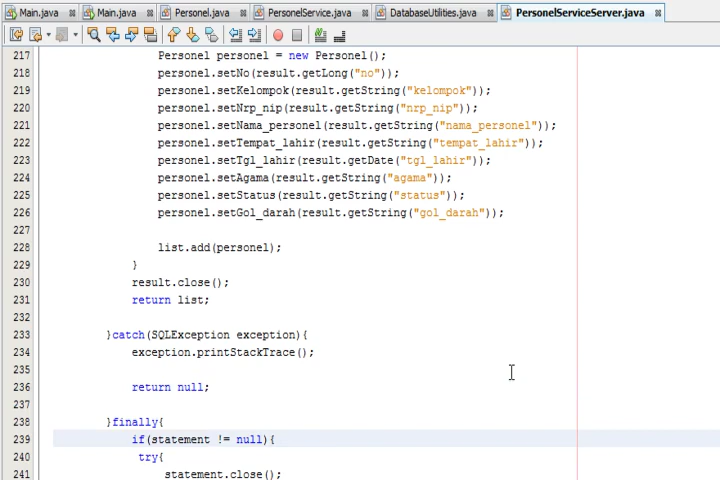 Main.java Main.java Personel.java PersonelService.java DatabaseUtilities.java PersonelServiceServer.java
217 Personel personel = new Personel();
218 personel.setNo(result.getLong("no"));
219 personel.setKelompok(result.getString("kelompok"));
220 personel.setNrp_nip(result.getString("nrp_nip"));
221 personel.setNama_personel(result.getString("nama_personel"));
222 personel.setTempat_lahir(result.getString("tempat_lahir"));
223 personel.setTgl_lahir(result.getDate("tgl_lahir"));
224 personel.setAgama(result.getString("agama"));
225 personel.setStatus(result.getString("status"));
226 personel.setGol_darah(result.getString("gol_darah"));
227
228 list.add(personel);
229 }
230 result.close();
231 return list;
232
233 }catch(SQLException exception){
234 exception.printStackTrace();
235
236 return null;
237
238 }finally{
239 if(statement != null){
240 try{
241 statement.close();